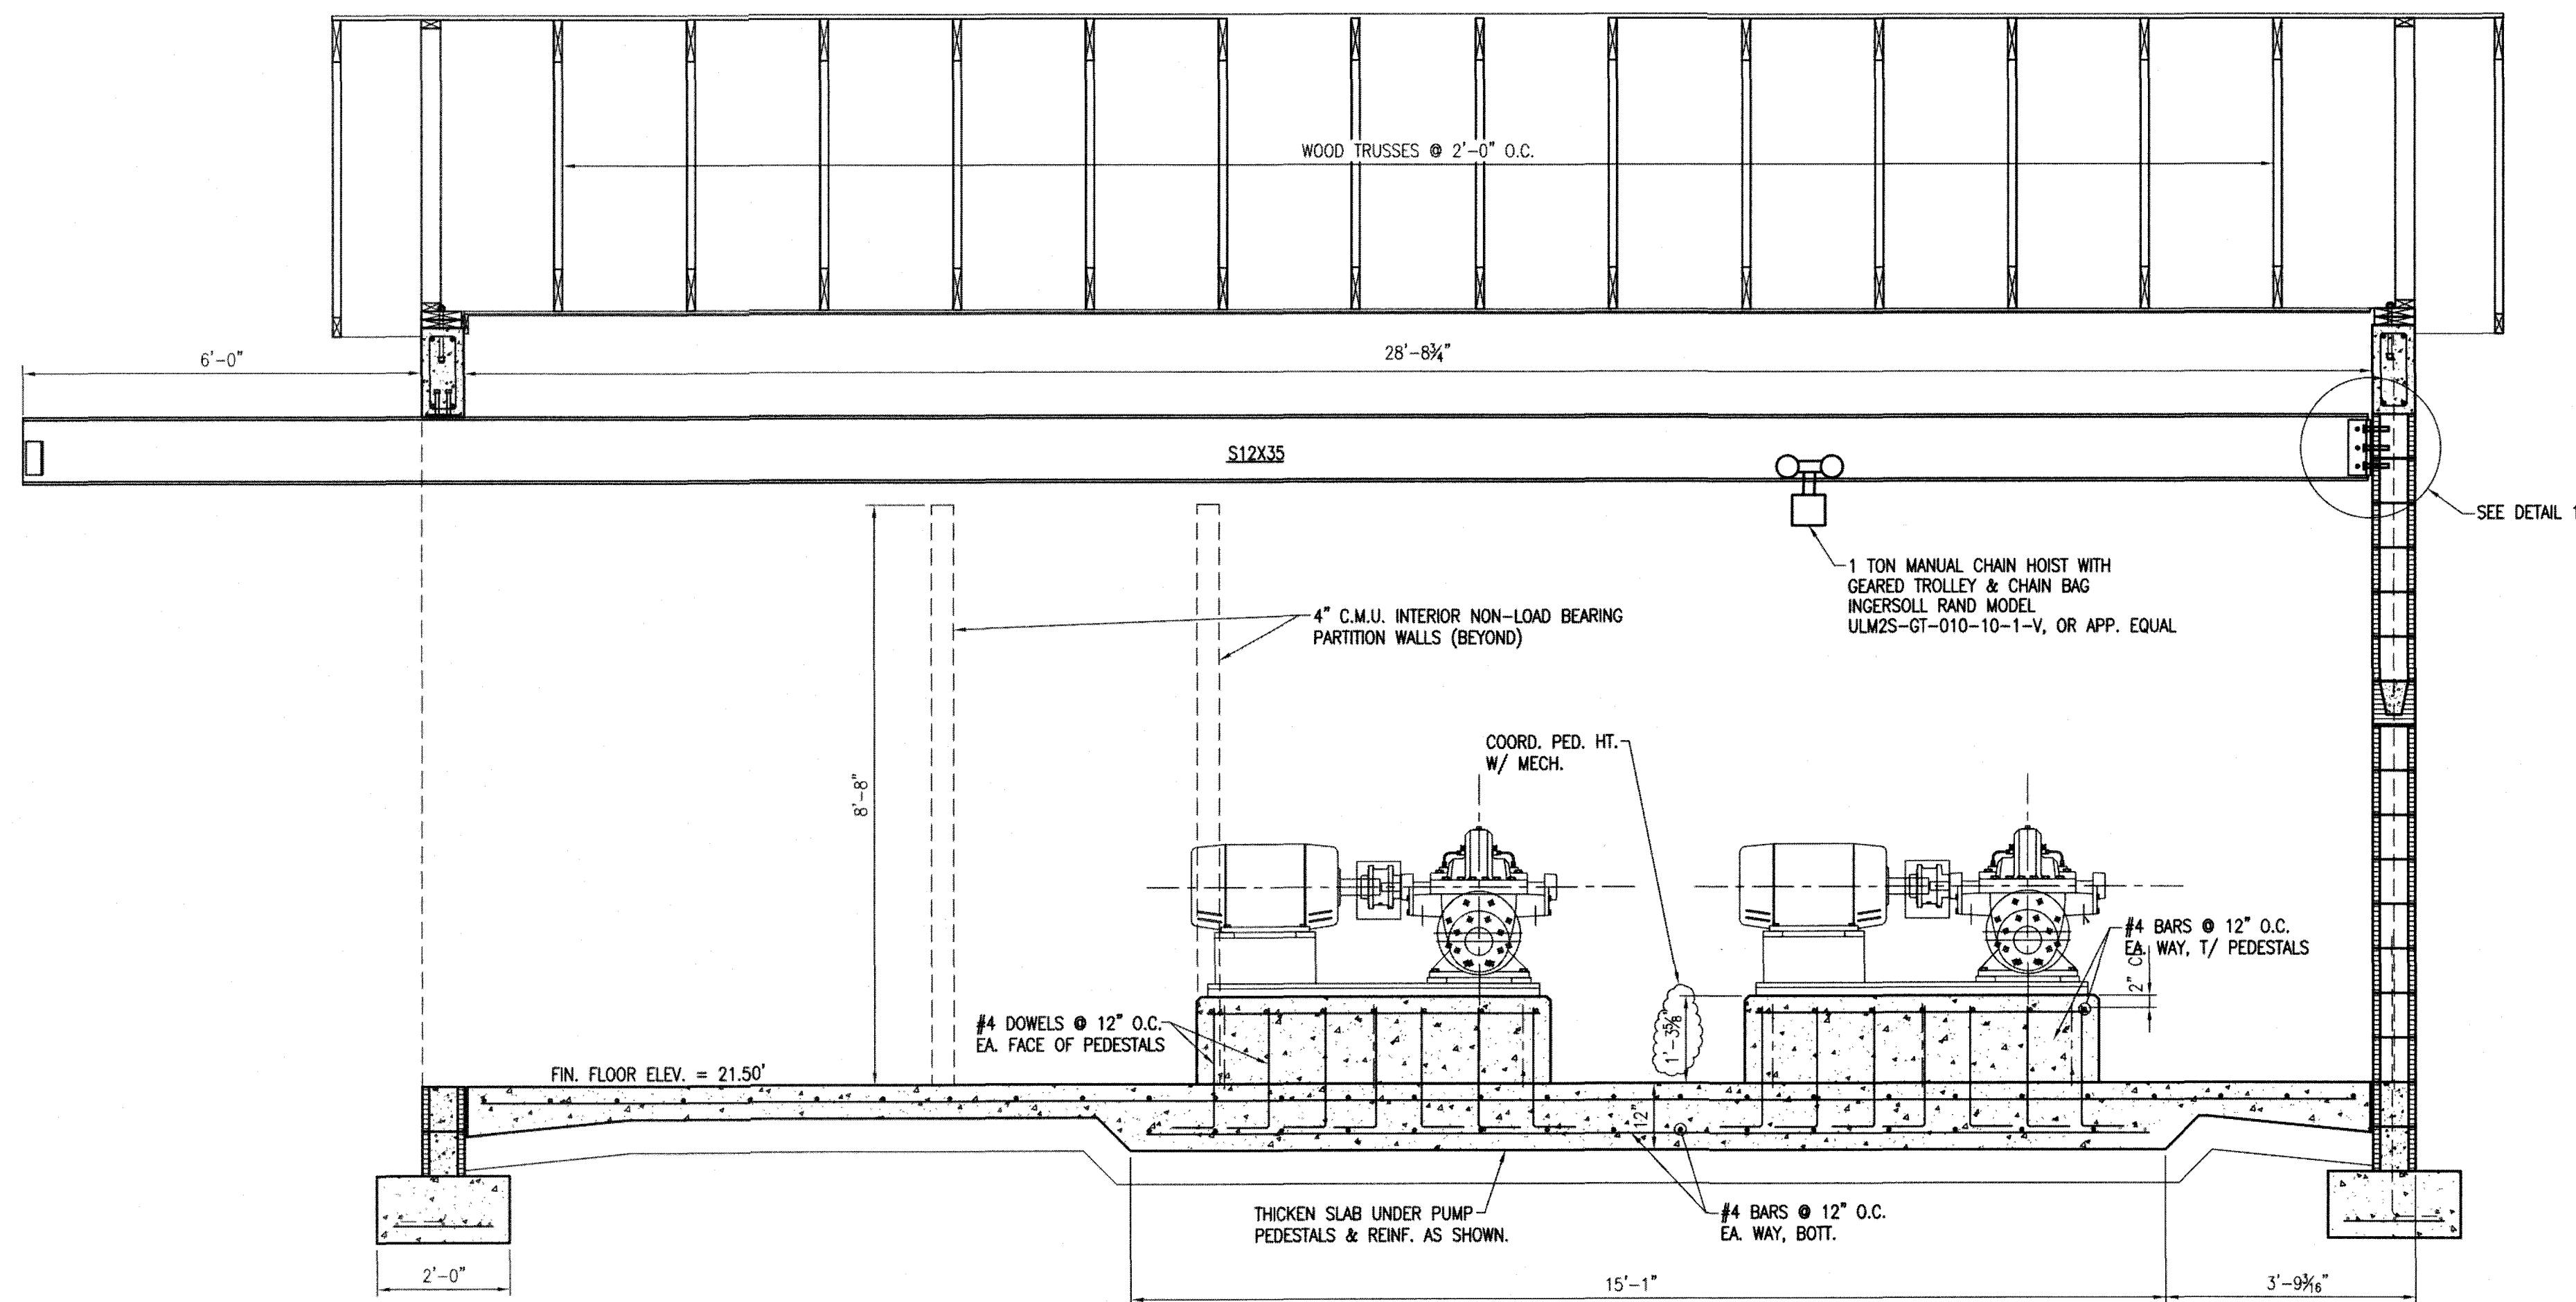 WOOD TRUSSES @ 2'-0" O.C.
6'-0"
28'-8¾"
S12X35
SEE DETAIL 1
1 TON MANUAL CHAIN HOIST WITH
GEARED TROLLEY & CHAIN BAG
INGERSOLL RAND MODEL
ULM2S-GT-010-10-1-V, OR APP. EQUAL
4" C.M.U. INTERIOR NON-LOAD BEARING
PARTITION WALLS (BEYOND)
8'-8"
COORD. PED. HT.
W/ MECH.
#4 BARS @ 12" O.C.
EA. WAY, T/ PEDESTALS
2" CL.
#4 DOWELS @ 12" O.C.
EA. FACE OF PEDESTALS
1'-3⅝"
FIN. FLOOR ELEV. = 21.50'
12"
THICKEN SLAB UNDER PUMP
PEDESTALS & REINF. AS SHOWN.
#4 BARS @ 12" O.C.
EA. WAY, BOTT.
2'-0"
15'-1"
3'-9³⁄₁₆"